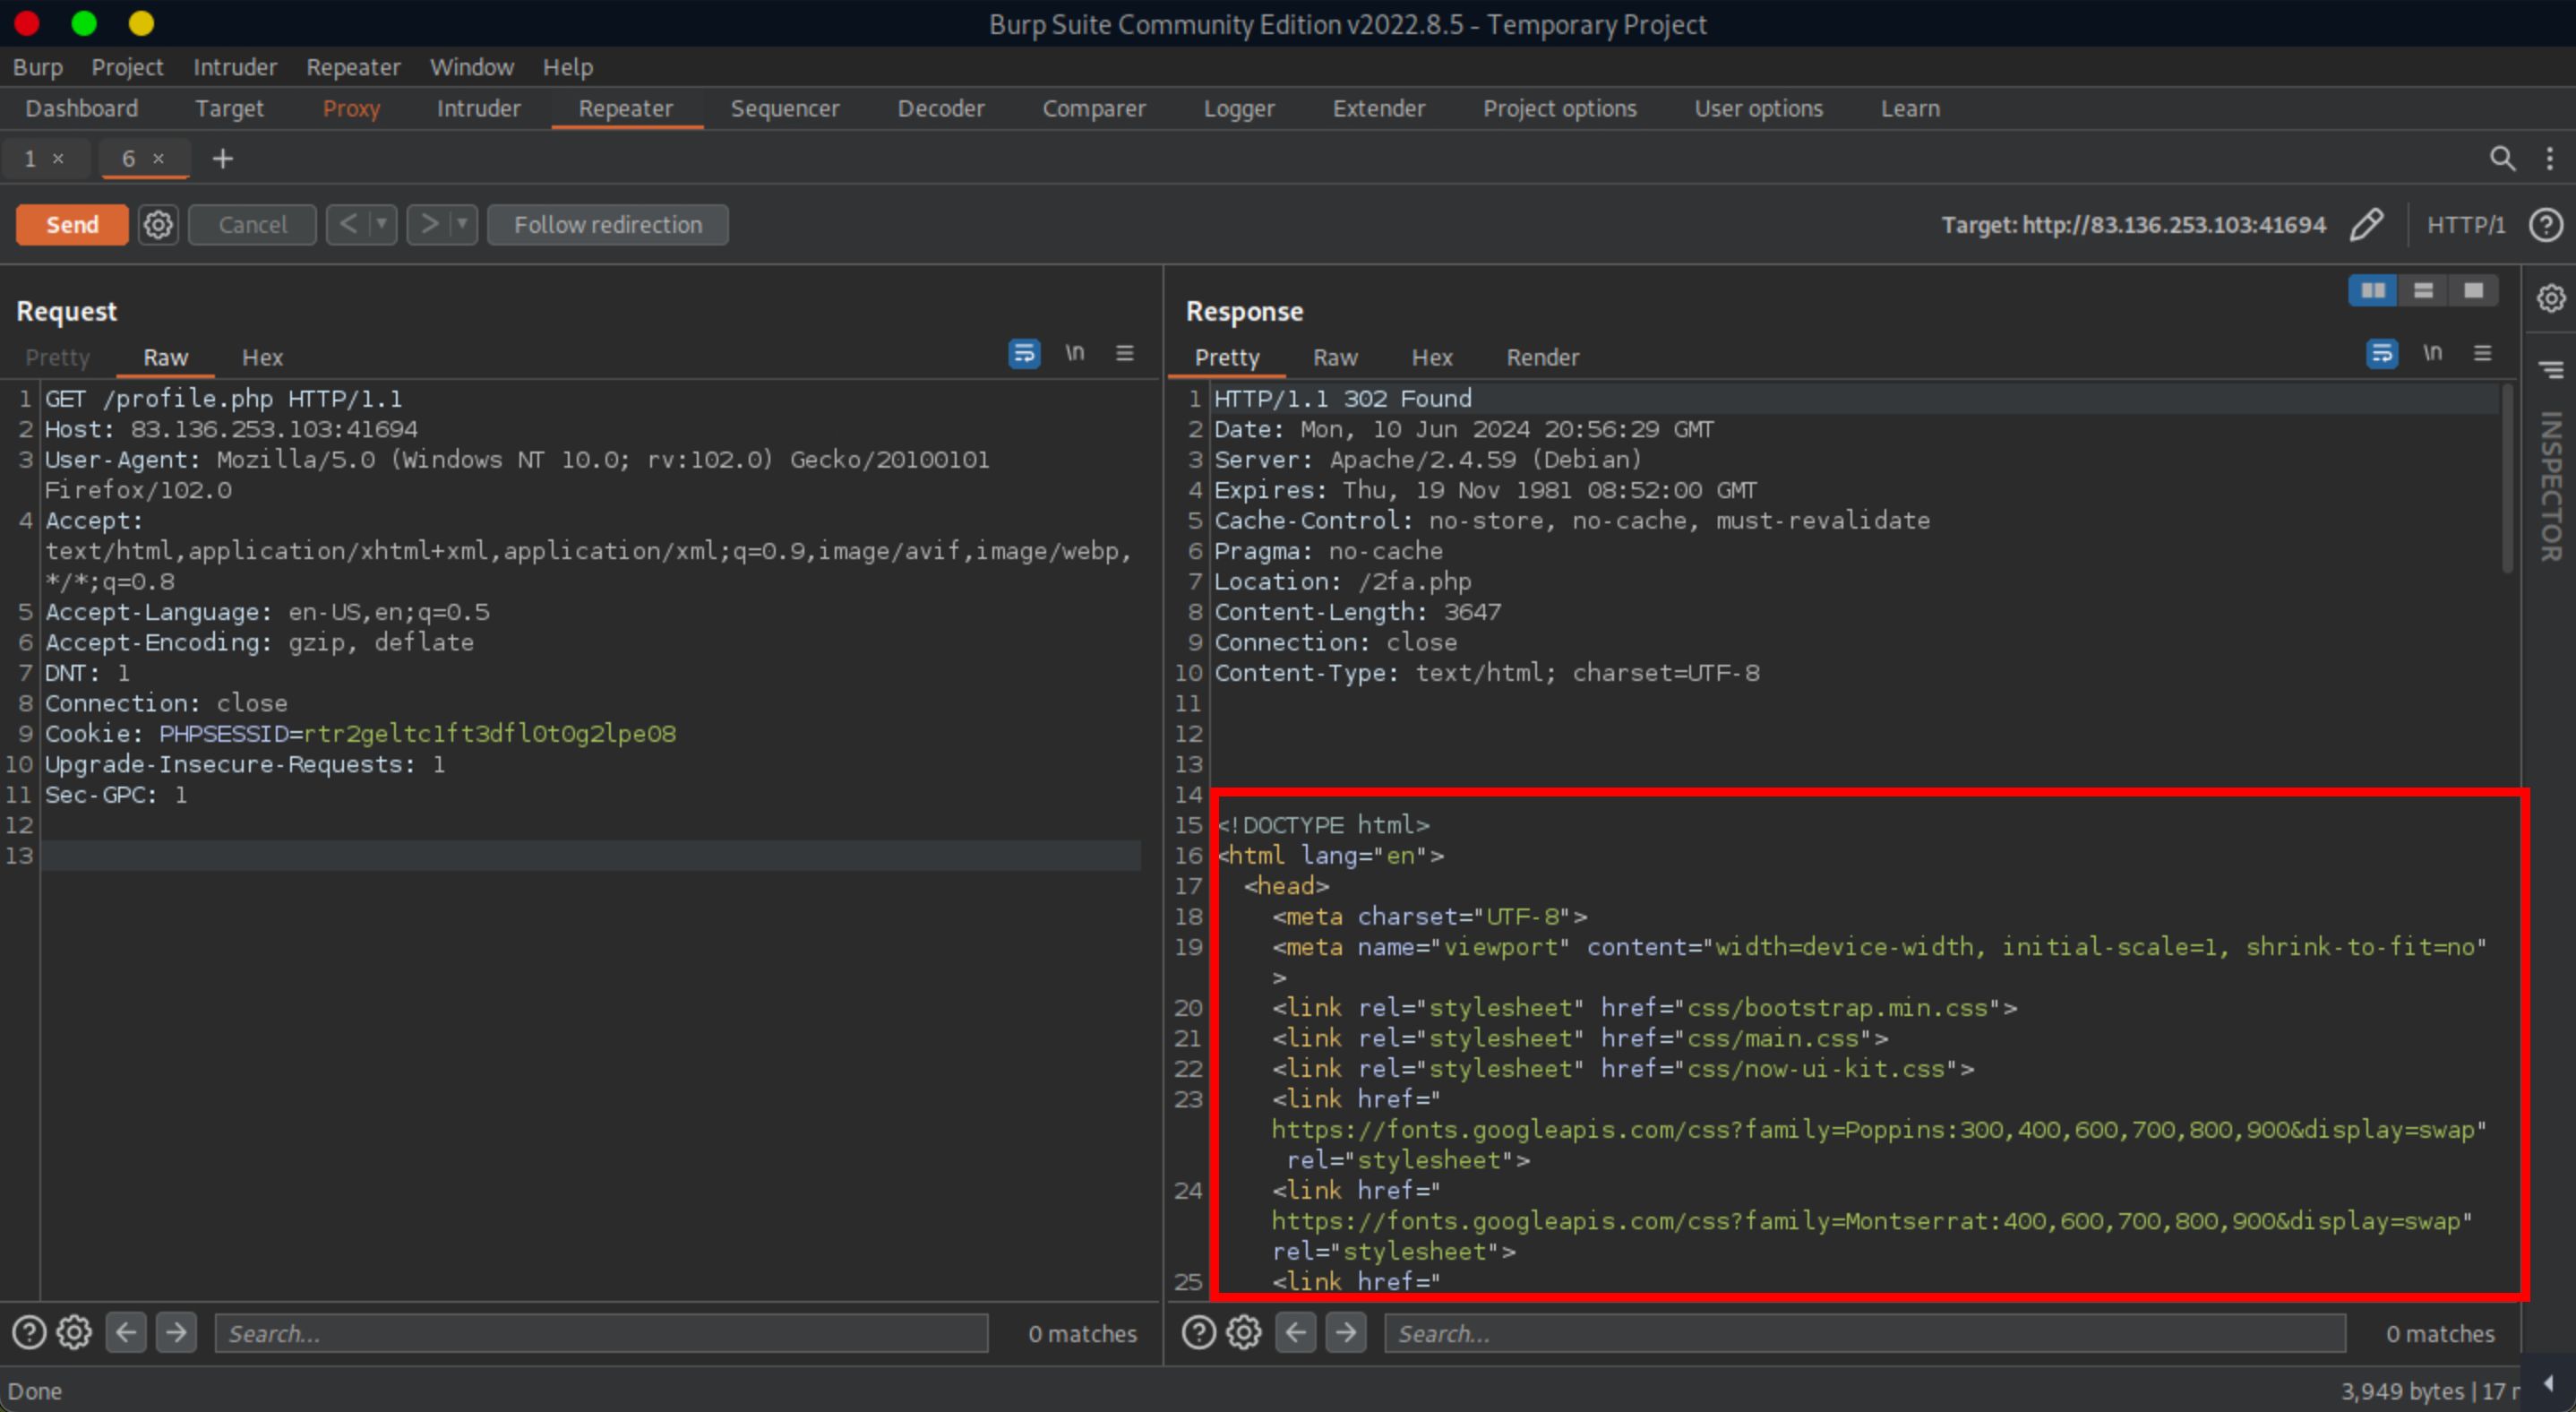 Burp Suite Community Edition v2022.8.5 - Temporary Project
Burp Project Intruder Repeater Window Help
Dashboard Target Proxy Intruder Repeater Sequencer Decoder Comparer Logger Extender Project options User options Learn
1 × 6 × +
Send Cancel < > Follow redirection Target: http://83.136.253.103:41694 HTTP/1
Request
Pretty Raw Hex \n
1 GET /profile.php HTTP/1.1
2 Host: 83.136.253.103:41694
3 User-Agent: Mozilla/5.0 (Windows NT 10.0; rv:102.0) Gecko/20100101
Firefox/102.0
4 Accept:
text/html,application/xhtml+xml,application/xml;q=0.9,image/avif,image/webp,
*/*;q=0.8
5 Accept-Language: en-US,en;q=0.5
6 Accept-Encoding: gzip, deflate
7 DNT: 1
8 Connection: close
9 Cookie: PHPSESSID=rtr2geltc1ft3dfl0t0g2lpe08
10 Upgrade-Insecure-Requests: 1
11 Sec-GPC: 1
12
13
Search... 0 matches
Response
Pretty Raw Hex Render \n
1 HTTP/1.1 302 Found
2 Date: Mon, 10 Jun 2024 20:56:29 GMT
3 Server: Apache/2.4.59 (Debian)
4 Expires: Thu, 19 Nov 1981 08:52:00 GMT
5 Cache-Control: no-store, no-cache, must-revalidate
6 Pragma: no-cache
7 Location: /2fa.php
8 Content-Length: 3647
9 Connection: close
10 Content-Type: text/html; charset=UTF-8
11
12
13
14
15 <!DOCTYPE html>
16 <html lang="en">
17 <head>
18 <meta charset="UTF-8">
19 <meta name="viewport" content="width=device-width, initial-scale=1, shrink-to-fit=no"
>
20 <link rel="stylesheet" href="css/bootstrap.min.css">
21 <link rel="stylesheet" href="css/main.css">
22 <link rel="stylesheet" href="css/now-ui-kit.css">
23 <link href="
https://fonts.googleapis.com/css?family=Poppins:300,400,600,700,800,900&display=swap"
rel="stylesheet">
24 <link href="
https://fonts.googleapis.com/css?family=Montserrat:400,600,700,800,900&display=swap"
rel="stylesheet">
25 <link href="
Search... 0 matches
INSPECTOR
Done
3,949 bytes | 17